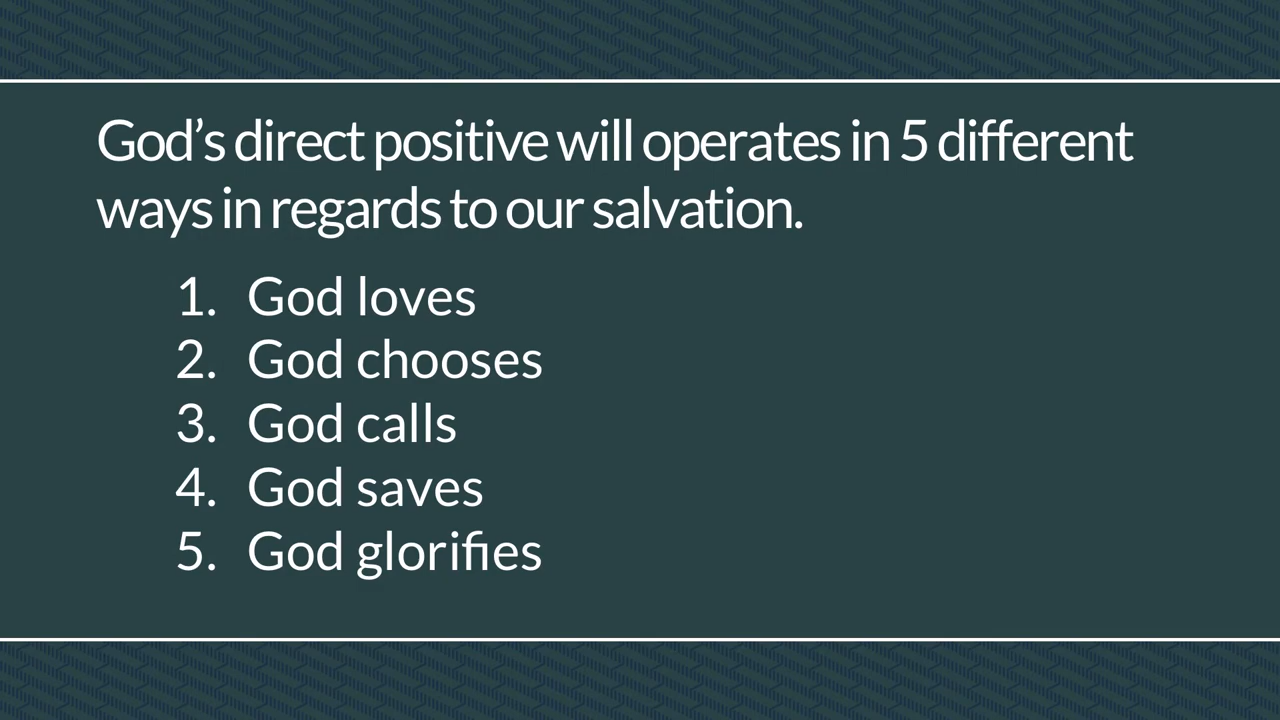 God’s direct positive will operates in 5 different
ways in regards to our salvation.
1. God loves
2. God chooses
3. God calls
4. God saves
5. God glorifies